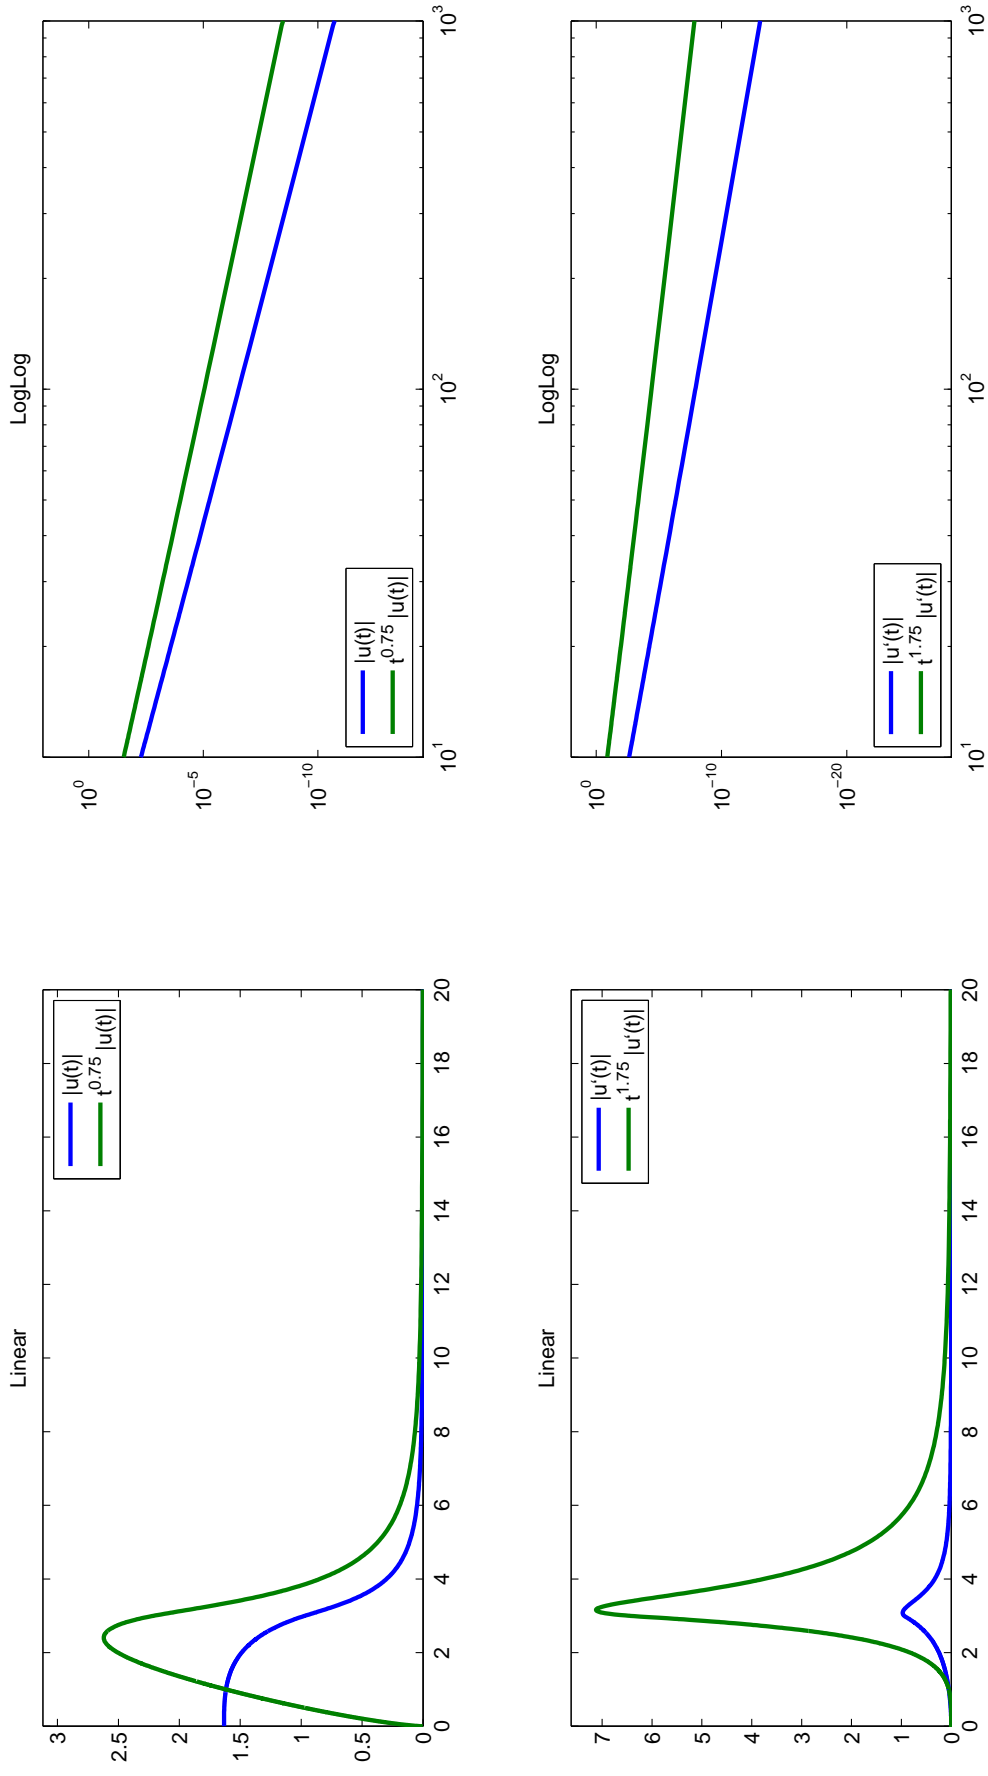 Linear
3
2.5
2
1.5
1
0.5
0
0 2 4 6 8 10 12 14 16 18 20
|u(t)|
t^0.75 |u(t)|
LogLog
10^0
10^−5
10^−10
10^1 10^2 10^3
|u(t)|
t^0.75 |u(t)|
Linear
7
6
5
4
3
2
1
0
0 2 4 6 8 10 12 14 16 18 20
|u‘(t)|
t^1.75 |u‘(t)|
LogLog
10^0
10^−10
10^−20
10^1 10^2 10^3
|u‘(t)|
t^1.75 |u‘(t)|